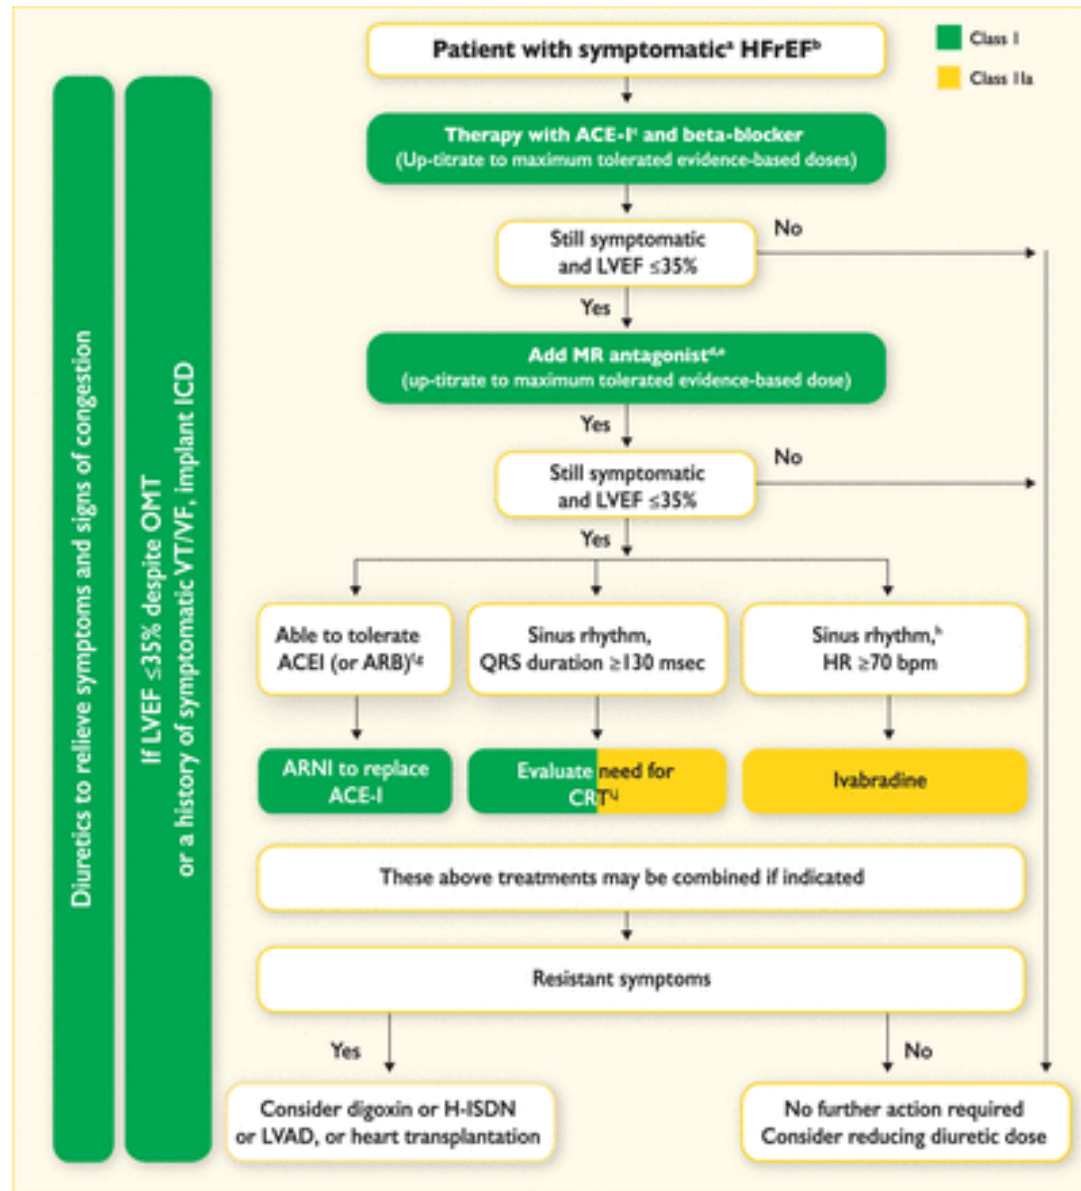 Patient with symptomaticᵃ HFrEFᵇ
Class I
Class IIa
Therapy with ACE-Iᶜ and beta-blocker
(Up-titrate to maximum tolerated evidence-based doses)
Still symptomatic
and LVEF ≤35%
No
Yes
Add MR antagonistᵈ,ᵉ
(up-titrate to maximum tolerated evidence-based dose)
Yes
Still symptomatic
and LVEF ≤35%
No
Yes
Able to tolerate
ACEI (or ARB)ᶠ,ᵍ
Sinus rhythm,
QRS duration ≥130 msec
Sinus rhythm,ʰ
HR ≥70 bpm
ARNI to replace
ACE-I
Evaluate need for
CRTⁱ,ʲ
Ivabradine
These above treatments may be combined if indicated
Resistant symptoms
Yes
No
Consider digoxin or H-ISDN
or LVAD, or heart transplantation
No further action required
Consider reducing diuretic dose
Diuretics to relieve symptoms and signs of congestion
If LVEF ≤35% despite OMT
or a history of symptomatic VT/VF, implant ICD